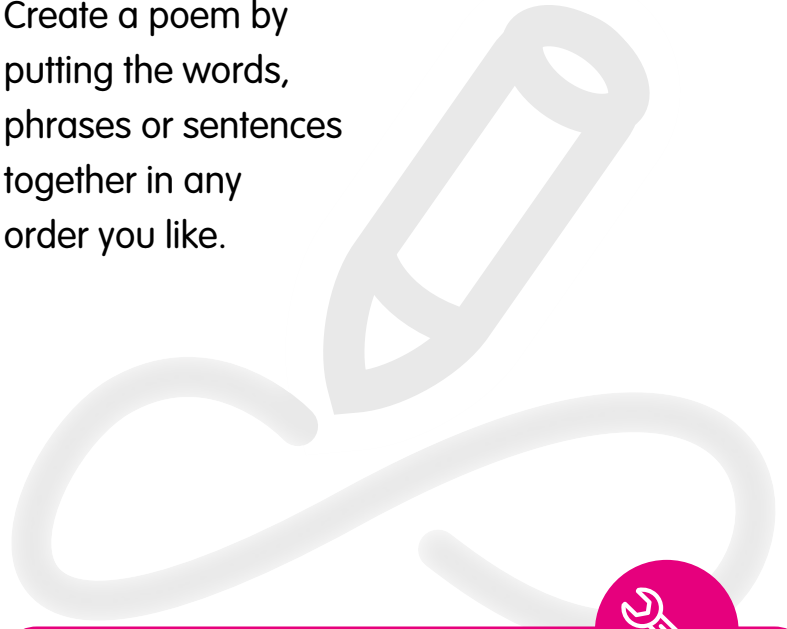 Create a poem by
putting the words,
phrases or sentences
together in any
order you like.